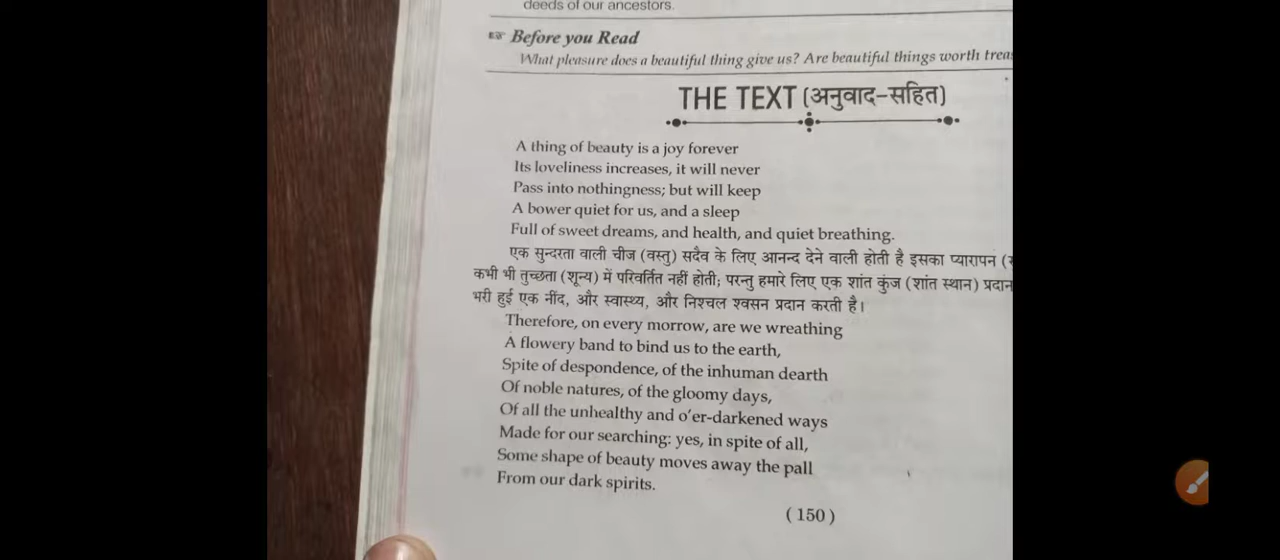 deeds of our ancestors.
☞ Before you Read
What pleasure does a beautiful thing give us? Are beautiful things worth
THE TEXT (अनुवाद-सहित)
A thing of beauty is a joy forever
Its loveliness increases, it will never
Pass into nothingness; but will keep
A bower quiet for us, and a sleep
Full of sweet dreams, and health, and quiet breathing.
एक सुन्दरता वाली चीज (वस्तु) सदैव के लिए आनन्द देने वाली होती है इसका प्यारापन
कभी भी तुच्छता (शून्य) में परिवर्तित नहीं होती; परन्तु हमारे लिए एक शांत कुंज (शांत स्थान) प्रदान
भरी हुई एक नींद, और स्वास्थ्य, और निश्चल श्वसन प्रदान करती है।
Therefore, on every morrow, are we wreathing
A flowery band to bind us to the earth,
Spite of despondence, of the inhuman dearth
Of noble natures, of the gloomy days,
Of all the unhealthy and o'er-darkened ways
Made for our searching: yes, in spite of all,
Some shape of beauty moves away the pall
From our dark spirits.
( 150 )